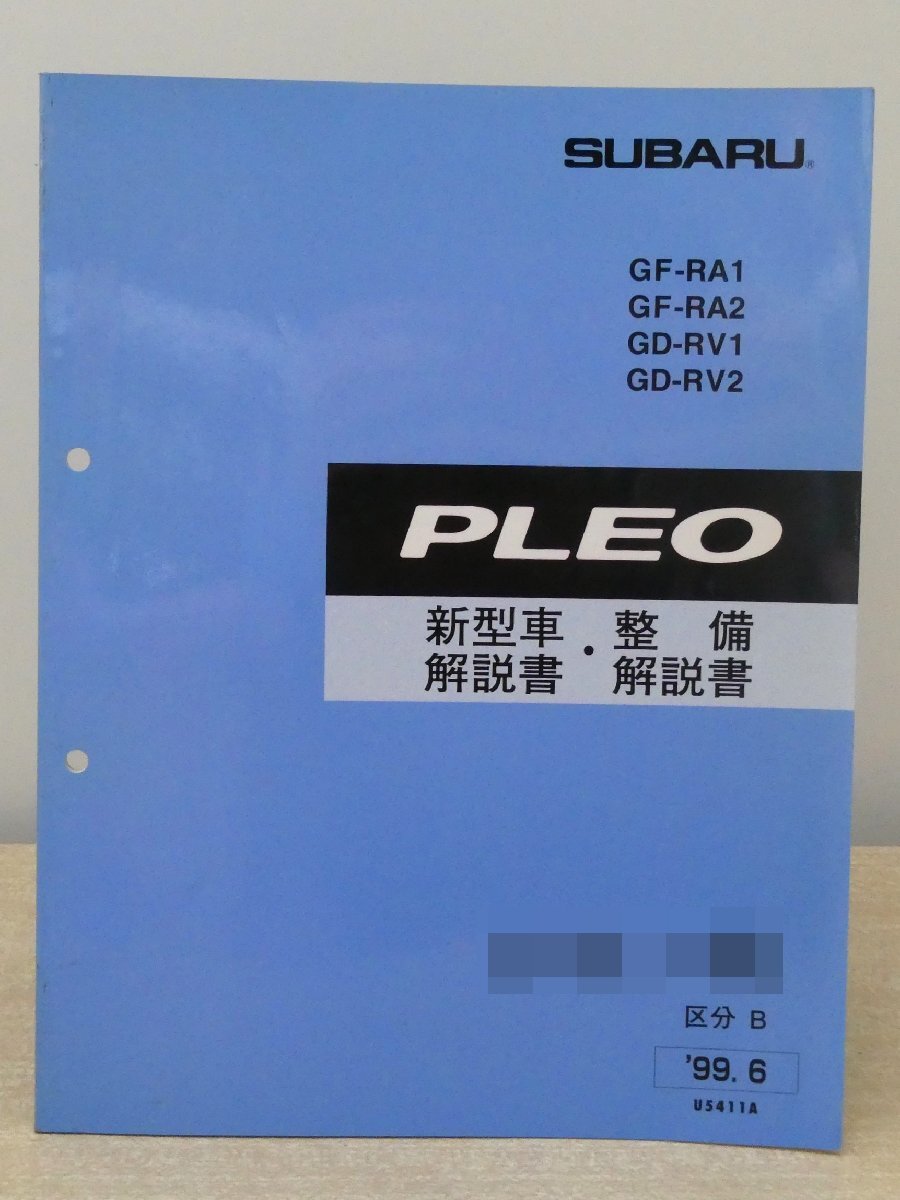 SUBARU®
GF-RA1
GF-RA2
GD-RV1
GD-RV2
PLEO
新型車
解説書
・
整 備
解説書
区分 B
'99. 6
U5411A